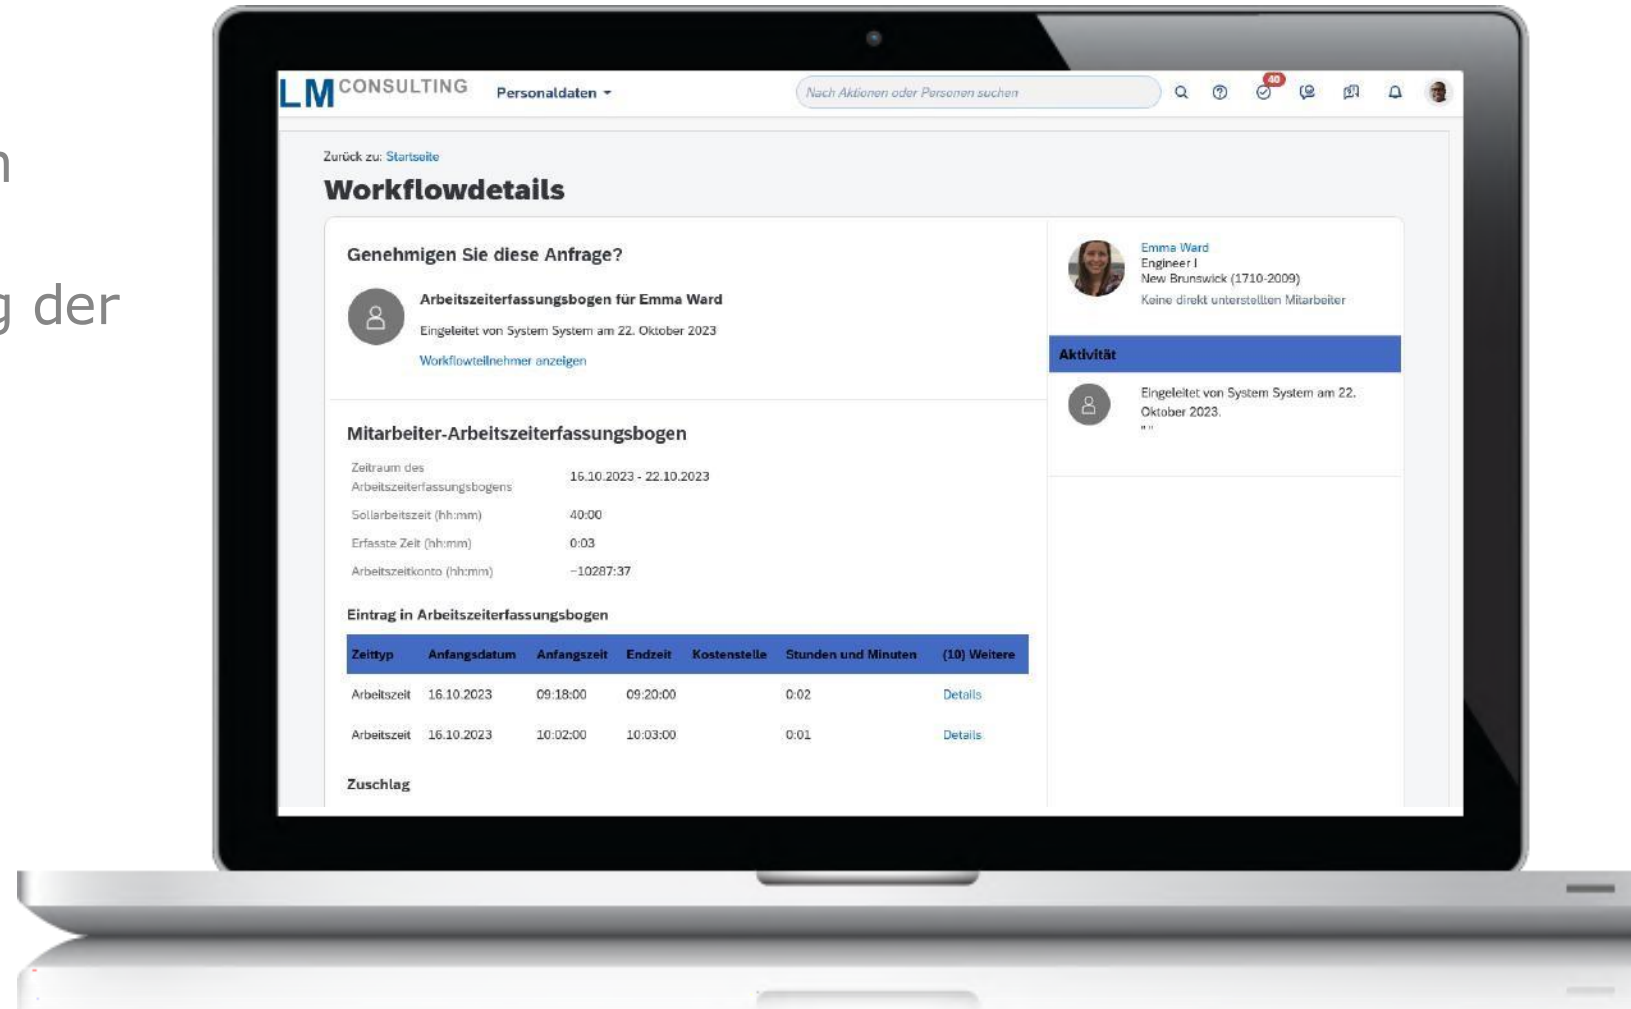 n
g der
LM CONSULTING
Personaldaten
Nach Aktionen oder Personen suchen
40
Zurück zu: Startseite
Workflowdetails
Genehmigen Sie diese Anfrage?
Arbeitszeiterfassungsbogen für Emma Ward
Eingeleitet von System System am 22. Oktober 2023
Workflowteilnehmer anzeigen
Mitarbeiter-Arbeitszeiterfassungsbogen
Zeitraum des
Arbeitszeiterfassungsbogens 16.10.2023 - 22.10.2023
Sollarbeitszeit (hh:mm) 40:00
Erfasste Zeit (hh:mm) 0:03
Arbeitszeitkonto (hh:mm) −10287:37
Eintrag in Arbeitszeiterfassungsbogen
Zeittyp Anfangsdatum Anfangszeit Endzeit Kostenstelle Stunden und Minuten (10) Weitere
Arbeitszeit 16.10.2023 09:18:00 09:20:00 0:02 Details
Arbeitszeit 16.10.2023 10:02:00 10:03:00 0:01 Details
Zuschlag
Emma Ward
Engineer I
New Brunswick (1710-2009)
Keine direkt unterstellten Mitarbeiter
Aktivität
Eingeleitet von System System am 22.
Oktober 2023.
" "